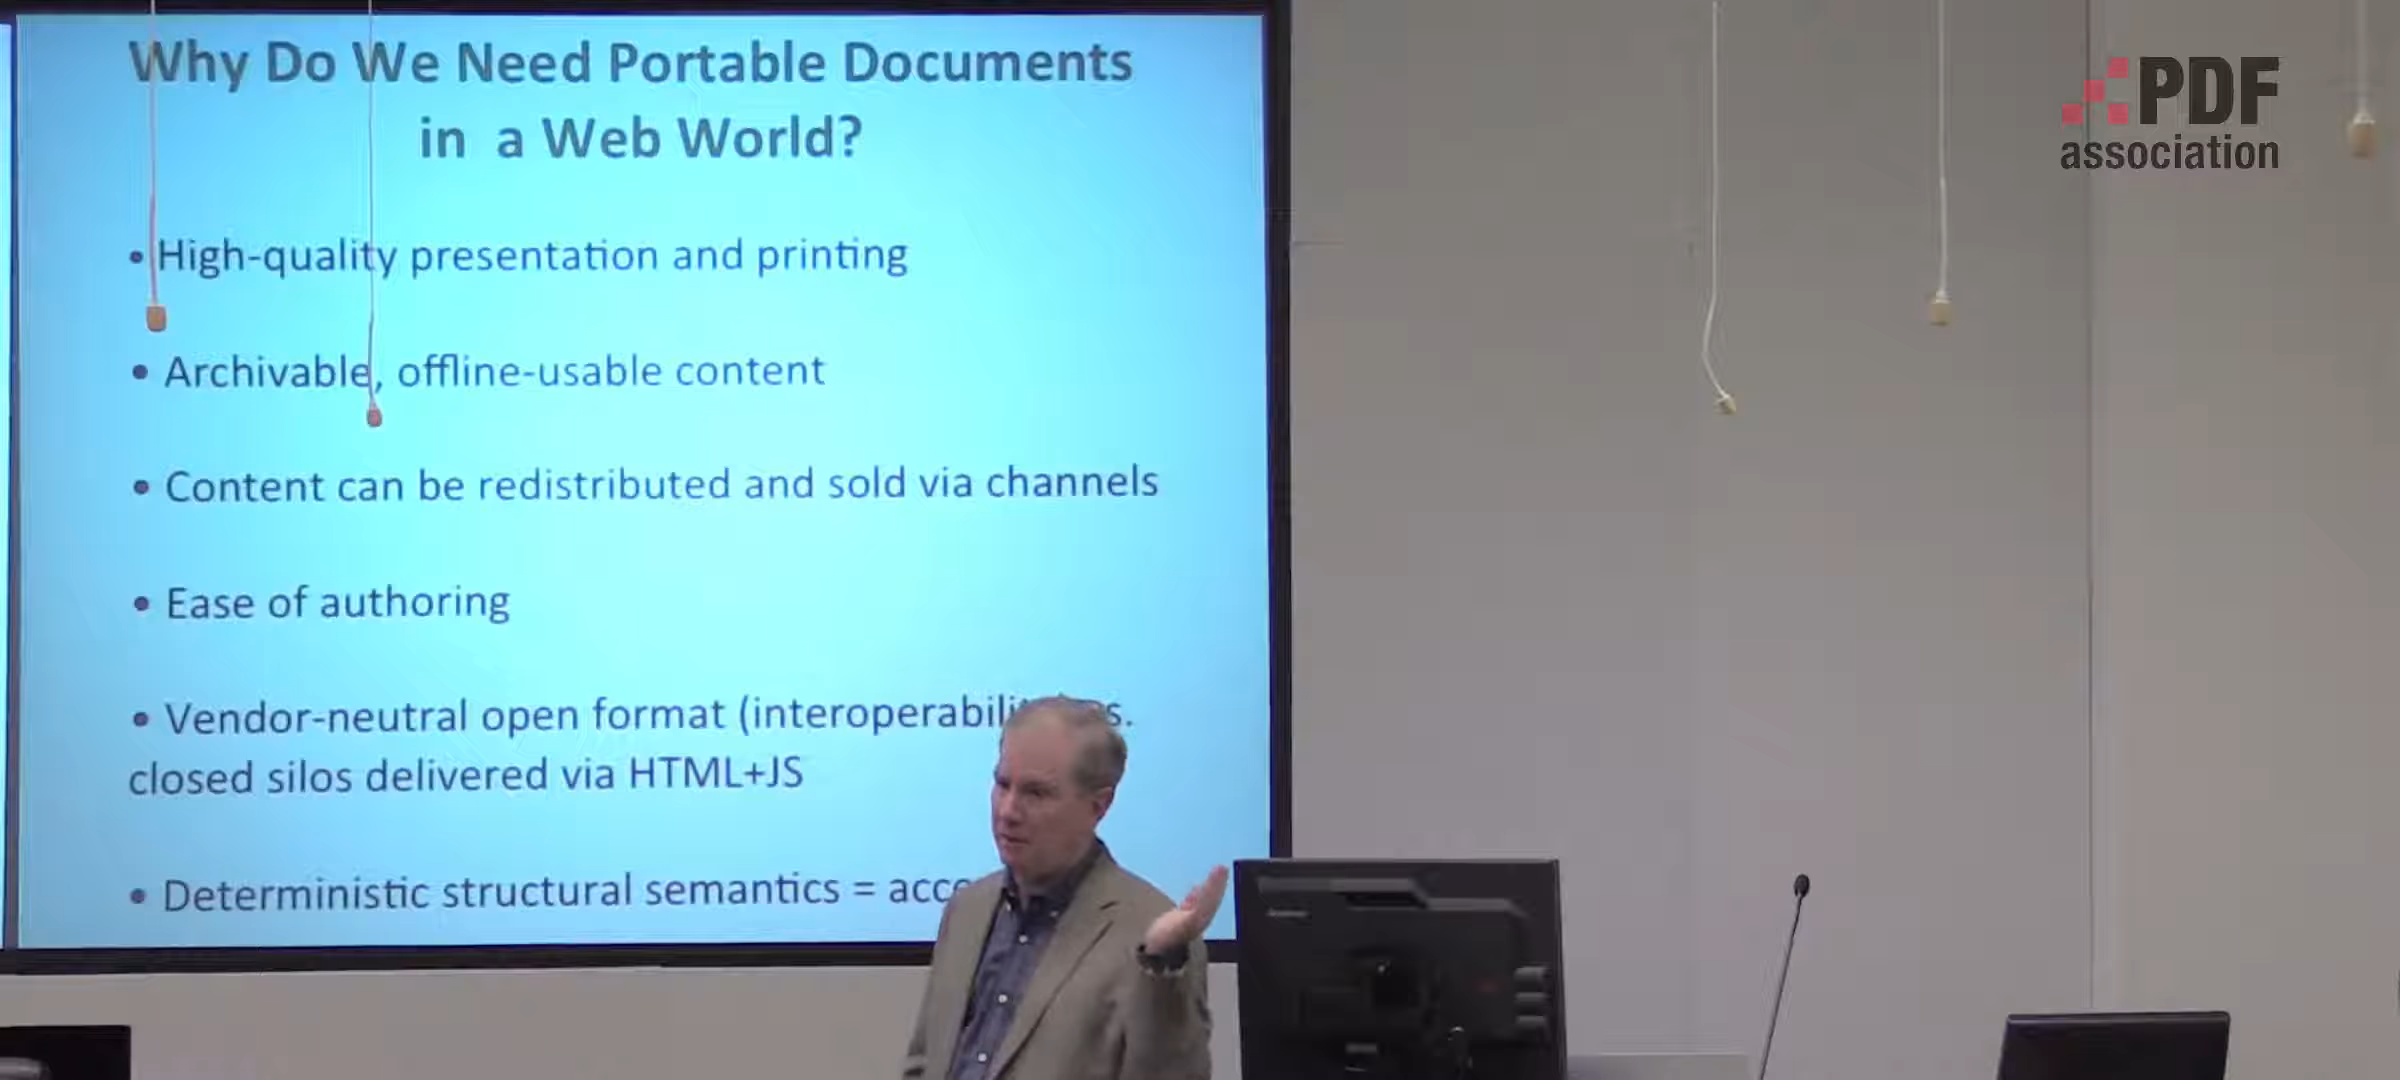 Why Do We Need Portable Documents
in a Web World?
• High-quality presentation and printing
• Archivable, offline-usable content
• Content can be redistributed and sold via channels
• Ease of authoring
• Vendor-neutral open format
closed silos delivered via HTML+JS
• Deterministic structural semantics =
PDF
association